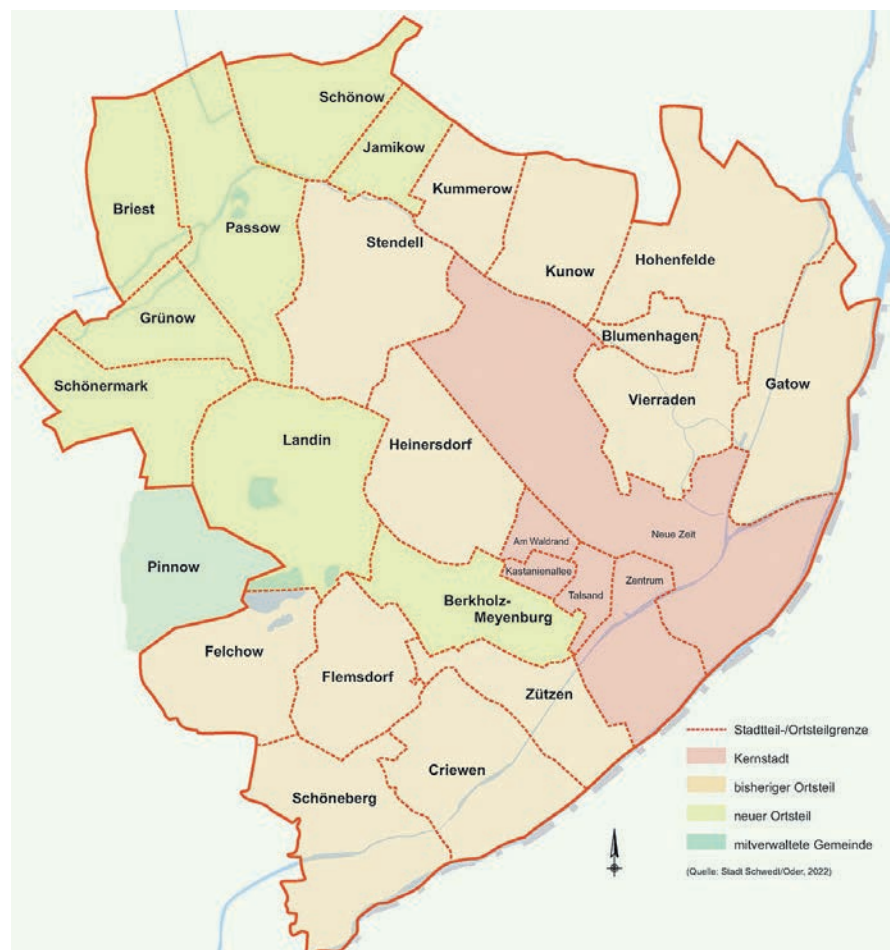 Schönow
Jamikow
Kummerow
Briest
Passow
Stendell
Kunow
Hohenfelde
Grünow
Blumenhagen
Schönermark
Gatow
Vierraden
Landin
Heinersdorf
Am Waldrand
Neue Zeit
Pinnow
Kastanienallee
Zentrum
Talsand
Berkholz-
Meyenburg
Felchow
Flemsdorf
Zützen
Criewen
Schöneberg
Stadtteil-/Ortsteilgrenze
Kernstadt
bisheriger Ortsteil
neuer Ortsteil
mitverwaltete Gemeinde
(Quelle: Stadt Schwedt/Oder, 2022)